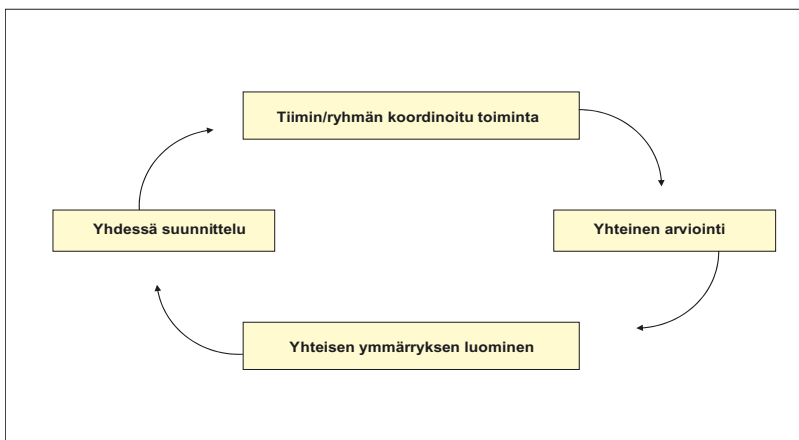 Tiimin/ryhmän koordinoitu toiminta
Yhdessä suunnittelu
Yhteinen arviointi
Yhteisen ymmärryksen luominen